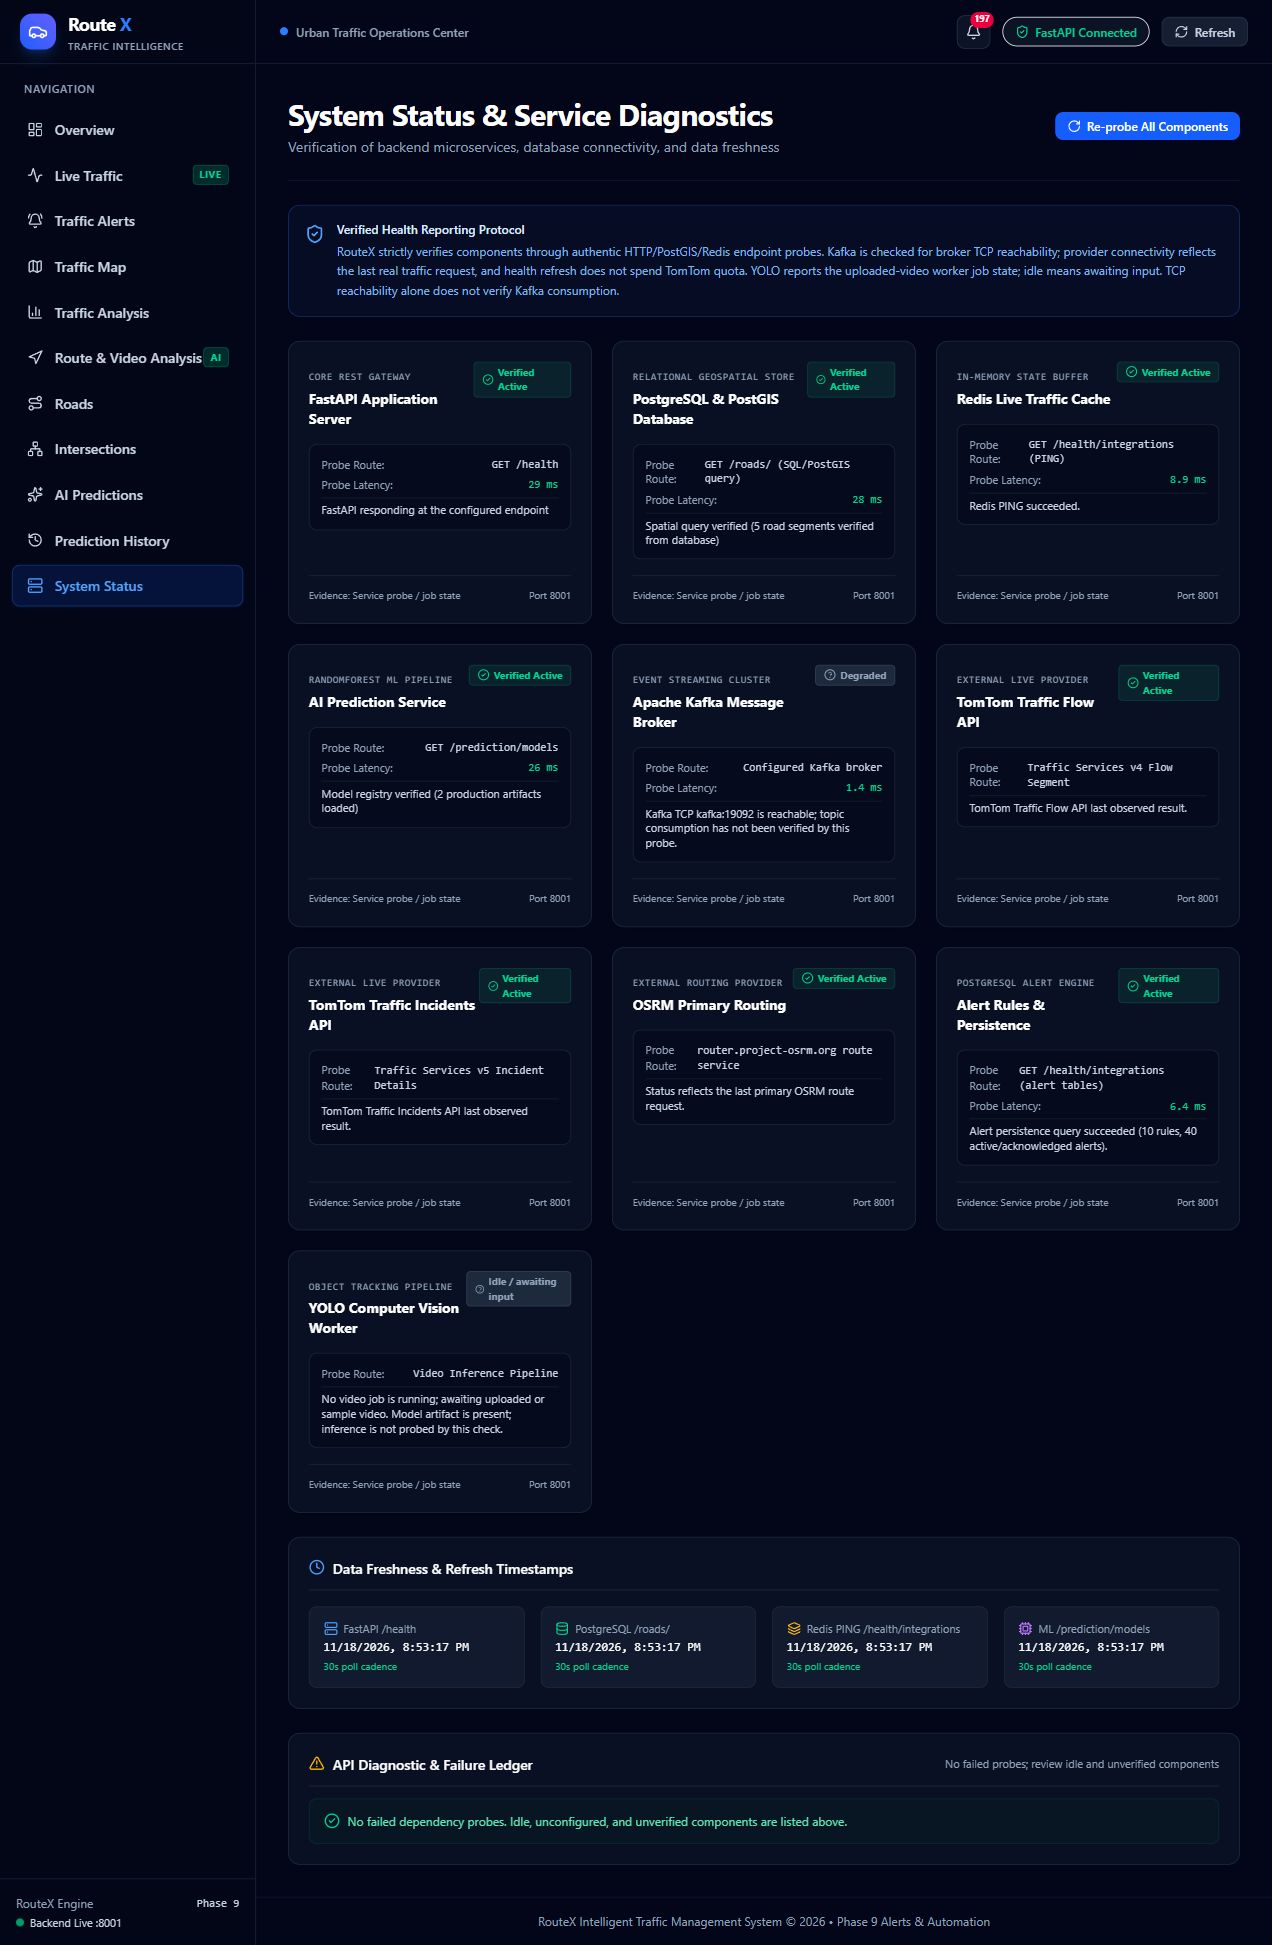 Route X
TRAFFIC INTELLIGENCE
Urban Traffic Operations Center
197
FastAPI Connected
Refresh
NAVIGATION
Overview
Live Traffic
LIVE
Traffic Alerts
Traffic Map
Traffic Analysis
Route & Video Analysis
AI
Roads
Intersections
AI Predictions
Prediction History
System Status
System Status & Service Diagnostics
Verification of backend microservices, database connectivity, and data freshness
Re-probe All Components
Verified Health Reporting Protocol
RouteX strictly verifies components through authentic HTTP/PostGIS/Redis endpoint probes. Kafka is checked for broker TCP reachability; provider connectivity reflects
the last real traffic request, and health refresh does not spend TomTom quota. YOLO reports the uploaded-video worker job state; idle means awaiting input. TCP
reachability alone does not verify Kafka consumption.
CORE REST GATEWAY
Verified
Active
FastAPI Application
Server
Probe Route:
GET /health
Probe Latency:
29 ms
FastAPI responding at the configured endpoint
Evidence: Service probe / job state
Port 8001
RELATIONAL GEOSPATIAL STORE
Verified
Active
PostgreSQL & PostGIS
Database
Probe
Route:
GET /roads/ (SQL/PostGIS
query)
Probe Latency:
28 ms
Spatial query verified (5 road segments verified
from database)
Evidence: Service probe / job state
Port 8001
IN-MEMORY STATE BUFFER
Verified Active
Redis Live Traffic Cache
Probe
Route:
GET /health/integrations
(PING)
Probe Latency:
8.9 ms
Redis PING succeeded.
Evidence: Service probe / job state
Port 8001
RANDOMFOREST ML PIPELINE
Verified Active
AI Prediction Service
Probe Route:
GET /prediction/models
Probe Latency:
26 ms
Model registry verified (2 production artifacts
loaded)
Evidence: Service probe / job state
Port 8001
EVENT STREAMING CLUSTER
Degraded
Apache Kafka Message
Broker
Probe Route:
Configured Kafka broker
Probe Latency:
1.4 ms
Kafka TCP kafka:19092 is reachable; topic
consumption has not been verified by this
probe.
Evidence: Service probe / job state
Port 8001
EXTERNAL LIVE PROVIDER
Verified
Active
TomTom Traffic Flow
API
Probe
Route:
Traffic Services v4 Flow
Segment
TomTom Traffic Flow API last observed result.
Evidence: Service probe / job state
Port 8001
EXTERNAL LIVE PROVIDER
Verified
Active
TomTom Traffic Incidents
API
Probe
Route:
Traffic Services v5 Incident
Details
TomTom Traffic Incidents API last observed
result.
Evidence: Service probe / job state
Port 8001
EXTERNAL ROUTING PROVIDER
Verified Active
OSRM Primary Routing
Probe
Route:
router.project-osrm.org route
service
Status reflects the last primary OSRM route
request.
Evidence: Service probe / job state
Port 8001
POSTGRESQL ALERT ENGINE
Verified
Active
Alert Rules &
Persistence
Probe
Route:
GET /health/integrations
(alert tables)
Probe Latency:
6.4 ms
Alert persistence query succeeded (10 rules, 40
active/acknowledged alerts).
Evidence: Service probe / job state
Port 8001
OBJECT TRACKING PIPELINE
Idle / awaiting
input
YOLO Computer Vision
Worker
Probe Route:
Video Inference Pipeline
No video job is running; awaiting uploaded or
sample video. Model artifact is present;
inference is not probed by this check.
Evidence: Service probe / job state
Port 8001
Data Freshness & Refresh Timestamps
FastAPI /health
11/18/2026, 8:53:17 PM
30s poll cadence
PostgreSQL /roads/
11/18/2026, 8:53:17 PM
30s poll cadence
Redis PING /health/integrations
11/18/2026, 8:53:17 PM
30s poll cadence
ML /prediction/models
11/18/2026, 8:53:17 PM
30s poll cadence
API Diagnostic & Failure Ledger
No failed probes; review idle and unverified components
No failed dependency probes. Idle, unconfigured, and unverified components are listed above.
RouteX Engine
Phase 9
Backend Live :8001
RouteX Intelligent Traffic Management System © 2026 • Phase 9 Alerts & Automation